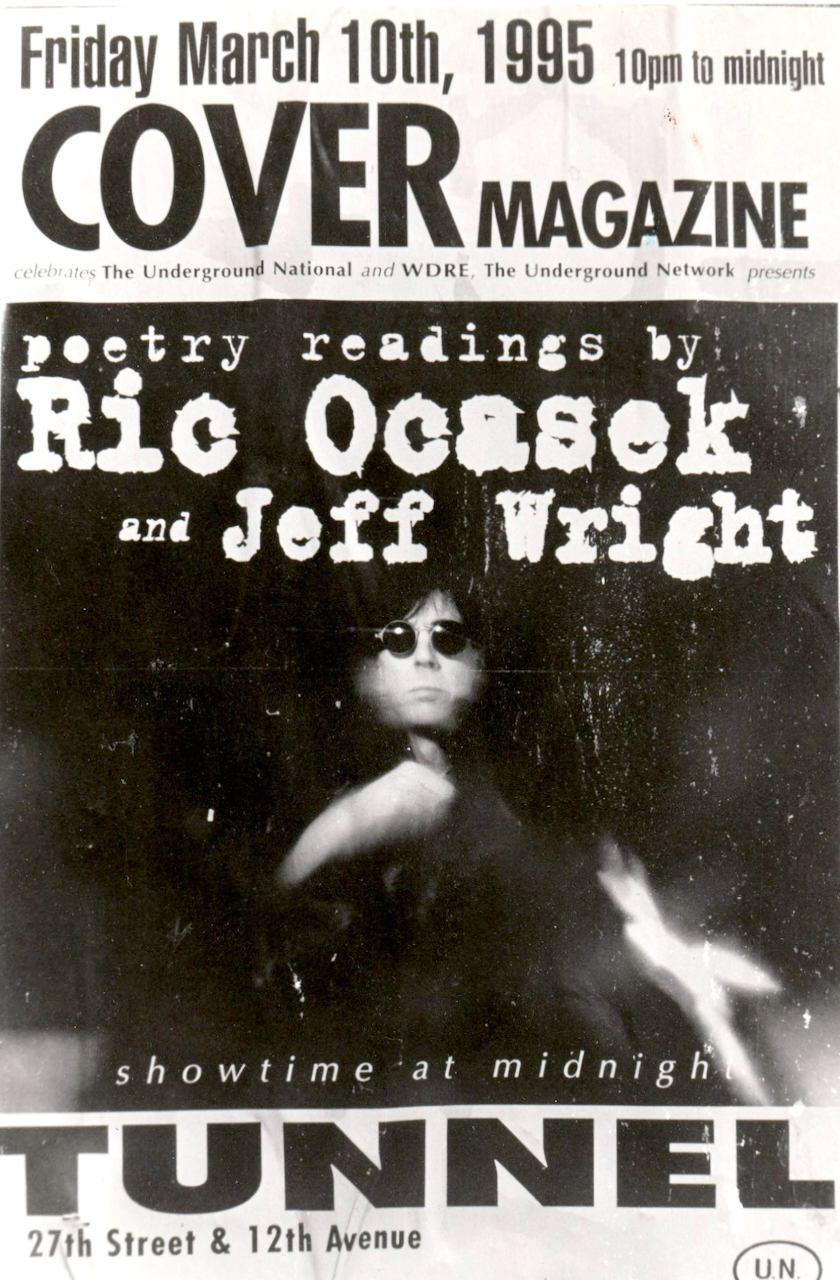 Friday March 10th, 1995 10pm to midnight
COVER MAGAZINE
celebrates The Underground National and WDRE, The Underground Network presents
poetry readings by
Ric Ocasek
and Jeff Wright
showtime at midnight
TUNNEL
27th Street & 12th Avenue
U.N.